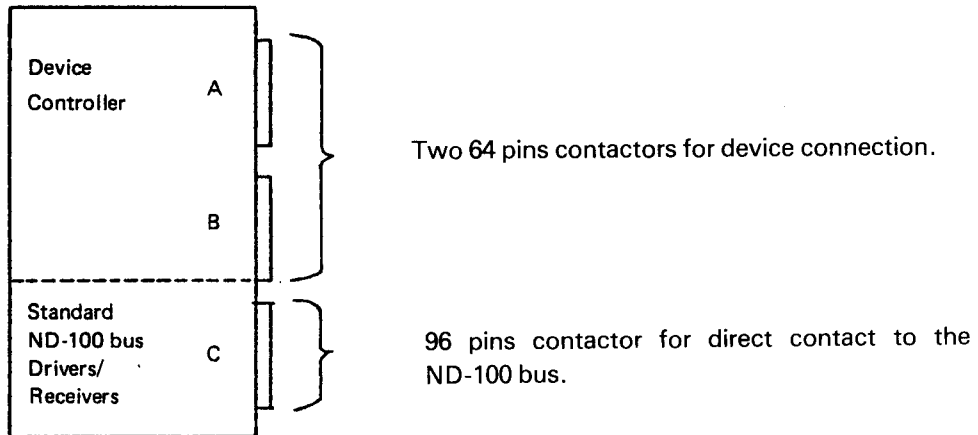 Device
Controller
A
B
Two 64 pins contactors for device connection.
Standard
ND-100 bus
Drivers/
Receivers
C
96 pins contactor for direct contact to the
ND-100 bus.